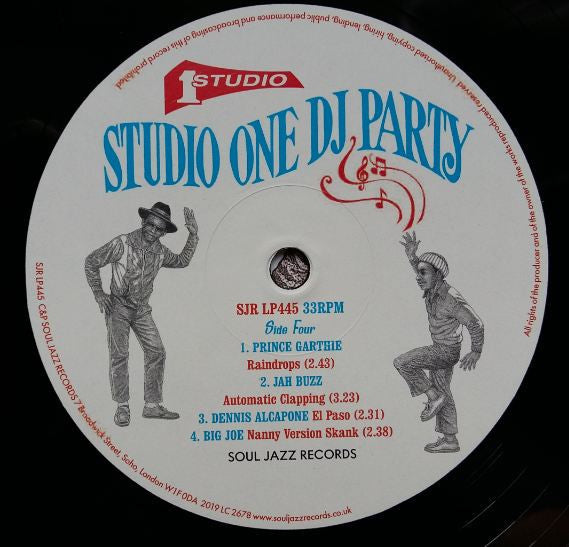 Unauthorised copying, hiring, lending, public performance and broadcasting of this record prohibited.
1 STUDIO
STUDIO ONE DJ PARTY
SJR LP445 33RPM
Side Four
1. PRINCE GARTHIE
Raindrops (2.43)
2. JAH BUZZ
Automatic Clapping (3.23)
3. DENNIS ALCAPONE El Paso (2.31)
4. BIG JOE Nanny Version Skank (2.38)
SOUL JAZZ RECORDS
SJR LP445 C&P SOUL JAZZ RECORDS 7 Broadwick Street, Soho, London W1F 0DA 2019 LC 2678 www.souljazzrecords.co.uk
All rights of the producer and of the owner of the works reproduced reserved.